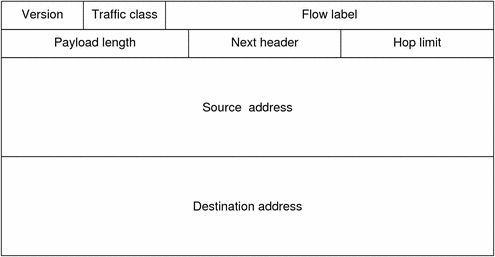 Version Traffic class Flow label
Payload length Next header Hop limit
Source address
Destination address